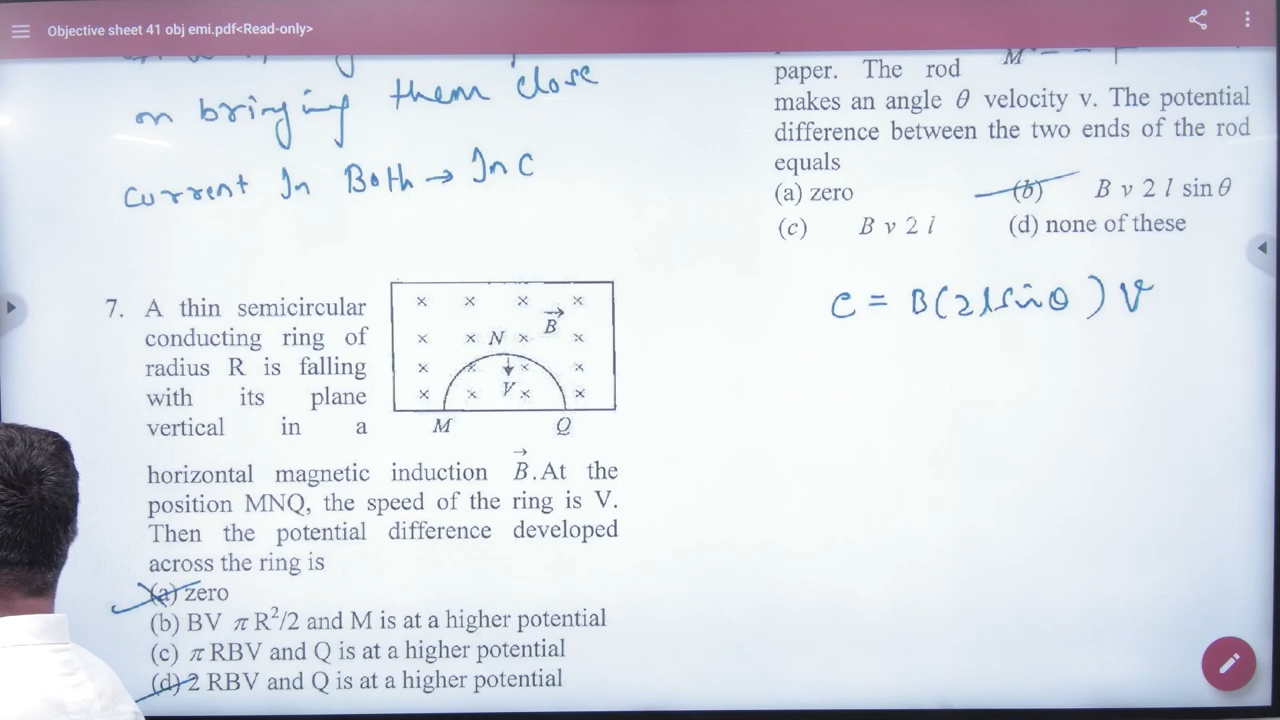 Objective sheet 41 obj emi.pdf<Read-only>
on bringing them close
current In Both → Inc
7. A thin semicircular
conducting ring of
radius R is falling
with its plane
vertical in a
N
B
V
M Q
horizontal magnetic induction B. At the
position MNQ, the speed of the ring is V.
Then the potential difference developed
across the ring is
(a) zero
(b) BV π R²/2 and M is at a higher potential
(c) π RBV and Q is at a higher potential
(d) 2 RBV and Q is at a higher potential
M
paper. The rod
makes an angle θ velocity v. The potential
difference between the two ends of the rod
equals
(a) zero (b) B v 2 l sin θ
(c) B v 2 l (d) none of these
e = B(2l sin θ) V